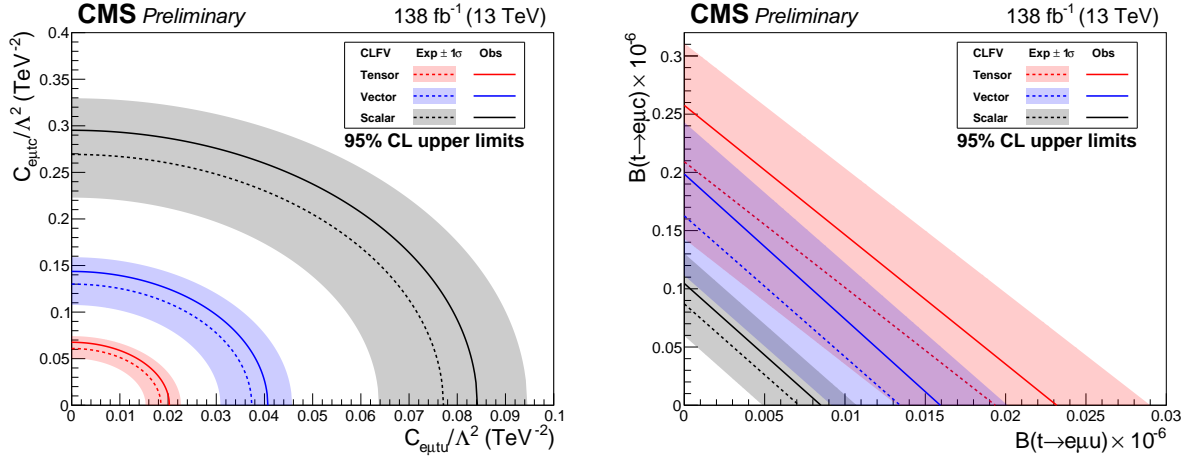 CMS Preliminary 138 fb⁻¹ (13 TeV)
C_eμtc/Λ² (TeV⁻²)
0.4
0.35
0.3
0.25
0.2
0.15
0.1
0.05
0
CLFV Exp ± 1σ Obs
Tensor
Vector
Scalar
95% CL upper limits
0 0.01 0.02 0.03 0.04 0.05 0.06 0.07 0.08 0.09 0.1
C_eμtu/Λ² (TeV⁻²)
CMS Preliminary 138 fb⁻¹ (13 TeV)
B(t→eμc) × 10⁻⁶
0.3
0.25
0.2
0.15
0.1
0.05
0
CLFV Exp ± 1σ Obs
Tensor
Vector
Scalar
95% CL upper limits
0 0.005 0.01 0.015 0.02 0.025 0.03
B(t→eμu) × 10⁻⁶